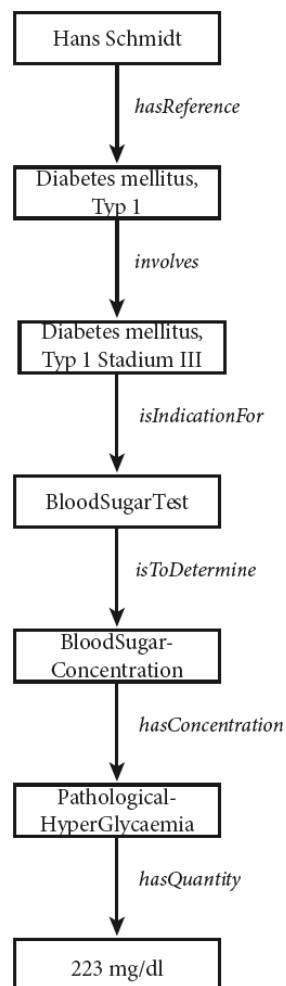 Hans Schmidt
hasReference
Diabetes mellitus,
Typ 1
involves
Diabetes mellitus,
Typ 1 Stadium III
isIndicationFor
BloodSugarTest
isToDetermine
BloodSugar-
Concentration
hasConcentration
Pathological-
HyperGlycaemia
hasQuantity
223 mg/dl